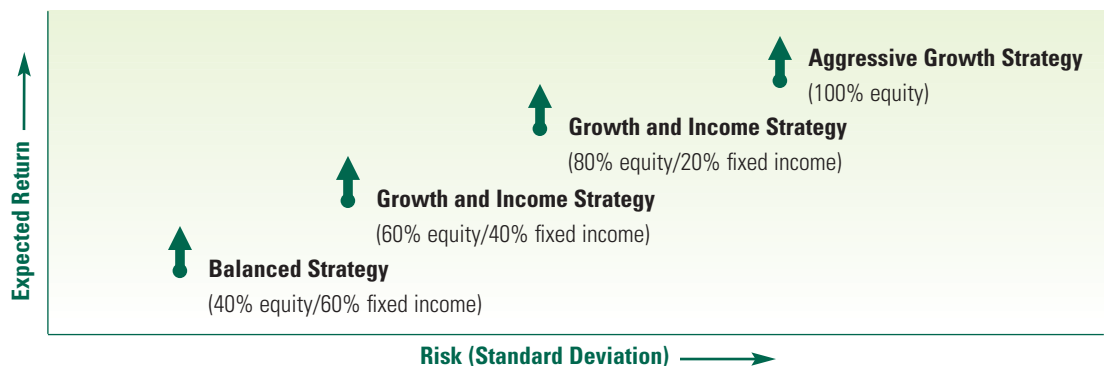 Expected Return
Aggressive Growth Strategy
(100% equity)
Growth and Income Strategy
(80% equity/20% fixed income)
Growth and Income Strategy
(60% equity/40% fixed income)
Balanced Strategy
(40% equity/60% fixed income)
Risk (Standard Deviation)